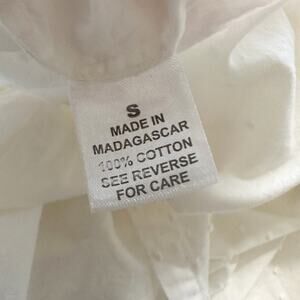 S
MADE IN
MADAGASCAR
100% COTTON
SEE REVERSE
FOR CARE